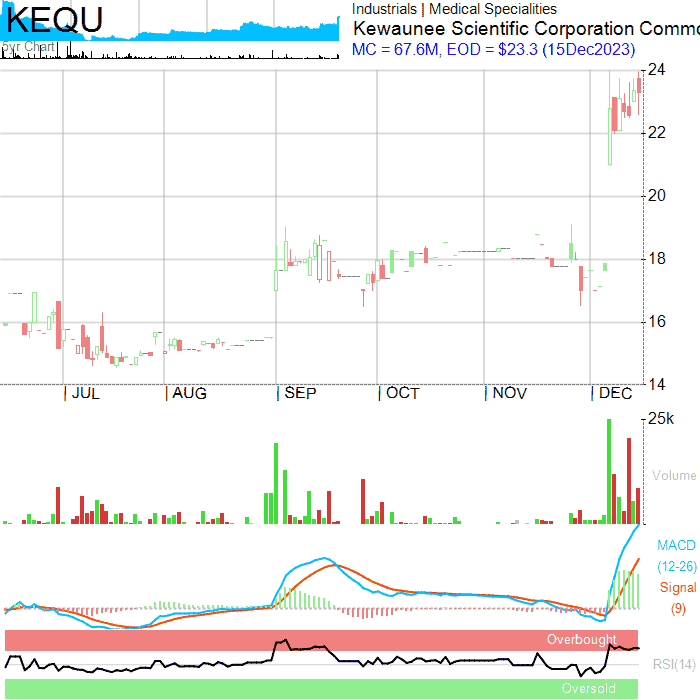 KEQU
5yr Chart
Industrials | Medical Specialities
Kewaunee Scientific Corporation Commo
MC = 67.6M, EOD = $23.3 (15Dec2023)
24
22
20
18
16
14
JUL AUG SEP OCT NOV DEC
25k
Volume
MACD
(12-26)
Signal
(9)
Overbought
RSI(14)
Oversold